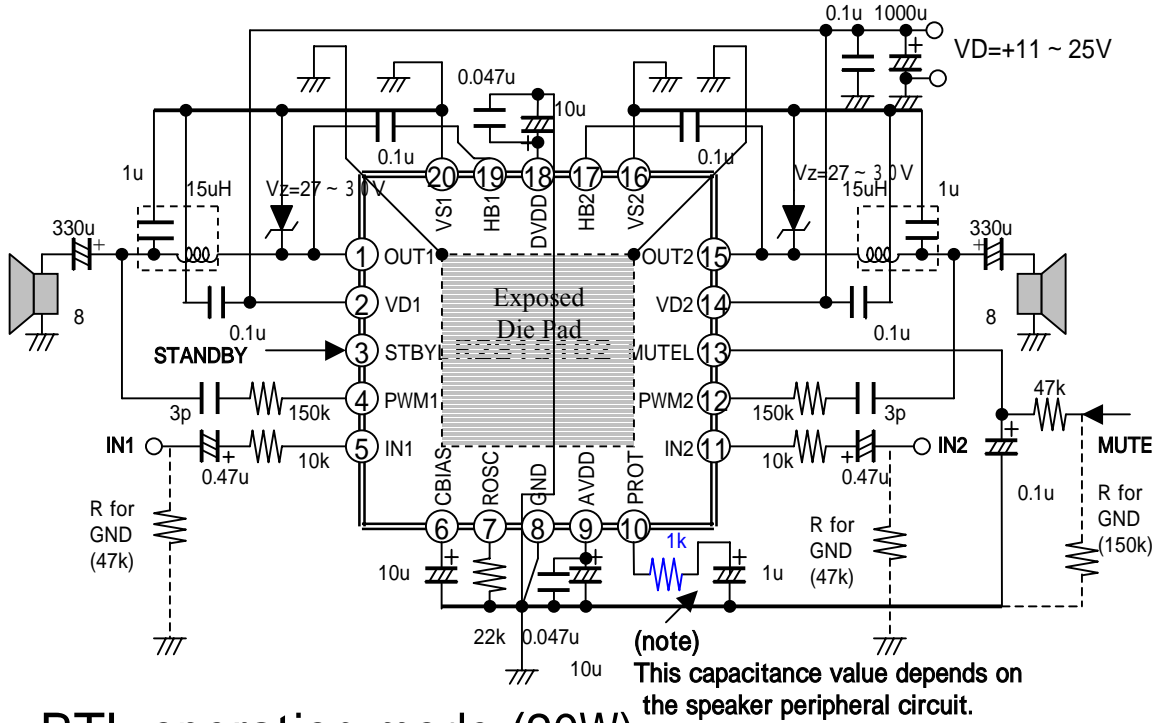 0.1u 1000u
VD=+11 ~ 25V
0.047u
10u
0.1u
0.1u
1u
15uH
Vz=27 ~ 3.0V
Vz=27 ~ 3.0V
15uH
1u
20 19 18 17 16
VS1
HB1
DVDD
HB2
VS2
330u
+
330u
+
1 OUT1
OUT2 15
2 VD1
VD2 14
Exposed
Die Pad
8
8
0.1u
0.1u
STANDBY
3 STBYL
MUTEL 13
4 PWM1
PWM2 12
3p
150k
150k
3p
47k
IN1
5 IN1
IN2 11
IN2
MUTE
0.47u
10k
10k
0.47u
0.1u
R for
GND
(47k)
CBIAS
ROSC
GND
AVDD
PROT
R for
GND
(47k)
R for
GND
(150k)
6 7 8 9 10
1k
10u
1u
22k
0.047u
10u
(note)
This capacitance value depends on
the speaker peripheral circuit.